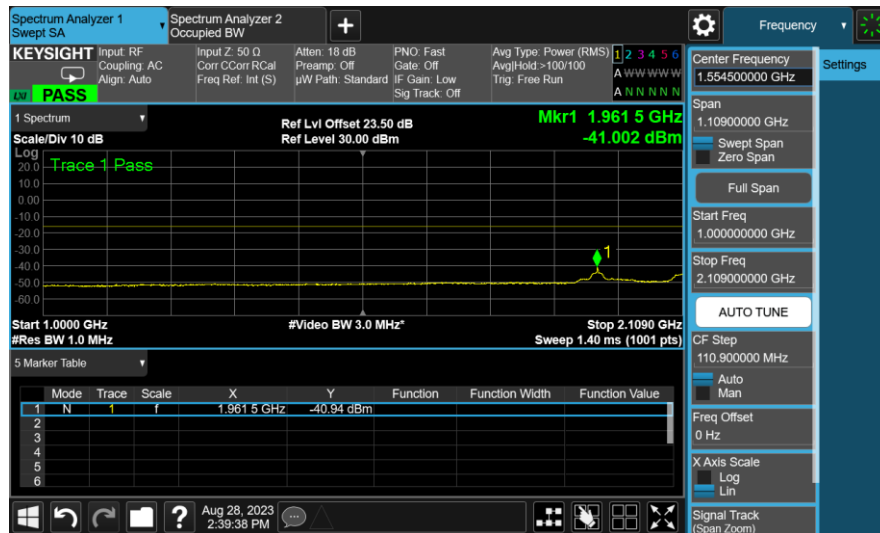 Spectrum Analyzer 1
Swept SA
Spectrum Analyzer 2
Occupied BW
+
Frequency
KEYSIGHT
LXI
PASS
Input: RF
Coupling: AC
Align: Auto
Input Z: 50 Ω
Corr CCorr RCal
Freq Ref: Int (S)
Atten: 18 dB
Preamp: Off
µW Path: Standard
PNO: Fast
Gate: Off
IF Gain: Low
Sig Track: Off
Avg Type: Power (RMS)
Avg|Hold:>100/100
Trig: Free Run
1 2 3 4 5 6
A W W W W W
A N N N N N
1 Spectrum
Scale/Div 10 dB
Ref Lvl Offset 23.50 dB
Ref Level 30.00 dBm
Mkr1 1.961 5 GHz
-41.002 dBm
Log
Trace 1 Pass
20.0
10.0
0.00
-10.0
-20.0
-30.0
-40.0
-50.0
-60.0
1
Start 1.0000 GHz
#Res BW 1.0 MHz
#Video BW 3.0 MHz*
Stop 2.1090 GHz
Sweep 1.40 ms (1001 pts)
5 Marker Table
Mode Trace Scale X Y Function Function Width Function Value
1 N 1 f 1.961 5 GHz -40.94 dBm
2
3
4
5
6
?
Aug 28, 2023
2:39:38 PM
Center Frequency
1.554500000 GHz
Span
1.10900000 GHz
Swept Span
Zero Span
Full Span
Start Freq
1.000000000 GHz
Stop Freq
2.109000000 GHz
AUTO TUNE
CF Step
110.900000 MHz
Auto
Man
Freq Offset
0 Hz
X Axis Scale
Log
Lin
Signal Track
(Span Zoom)
Settings